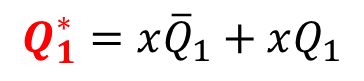 Q₁* = xQ̄₁ + xQ₁